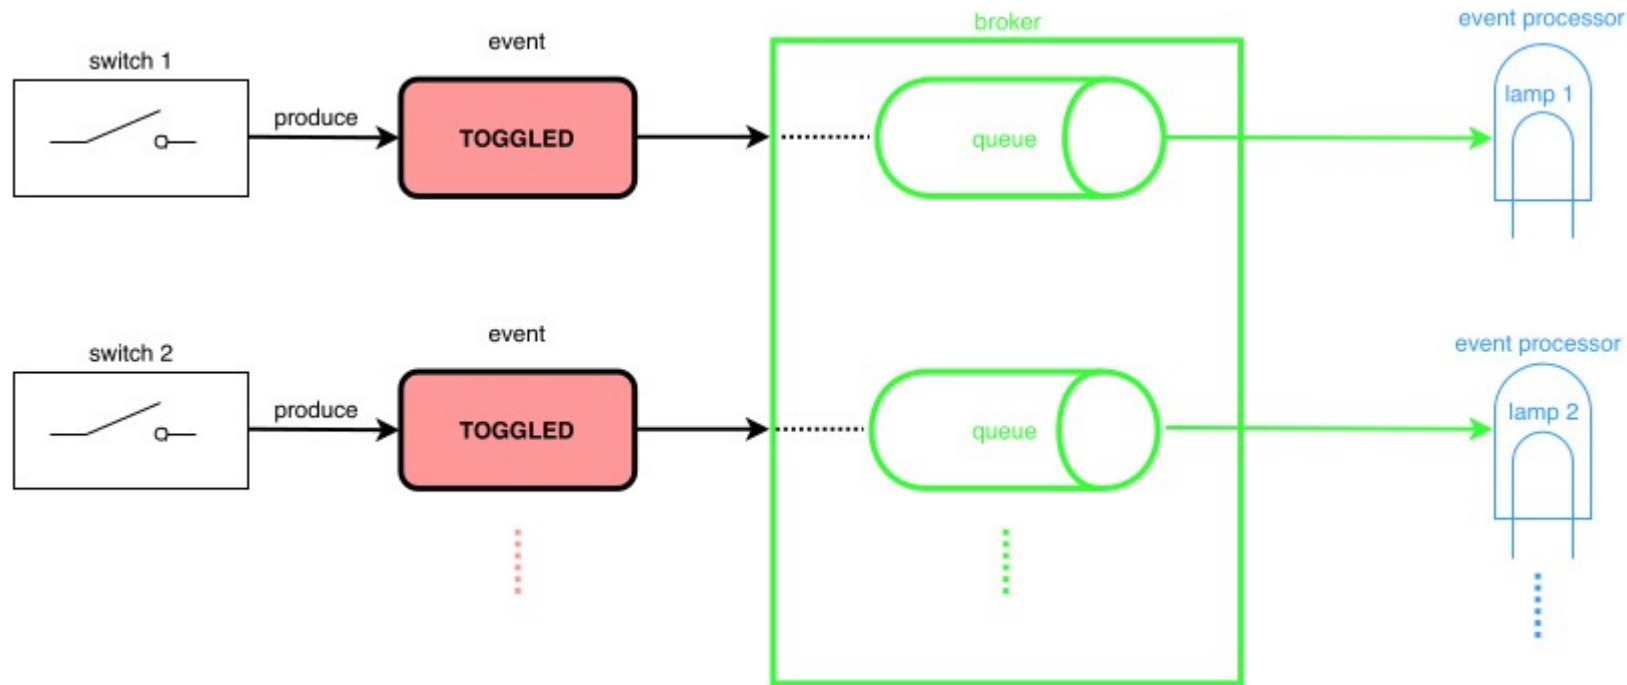 broker
event processor
event
switch 1
lamp 1
produce
TOGGLED
queue
event
event processor
switch 2
lamp 2
produce
TOGGLED
queue